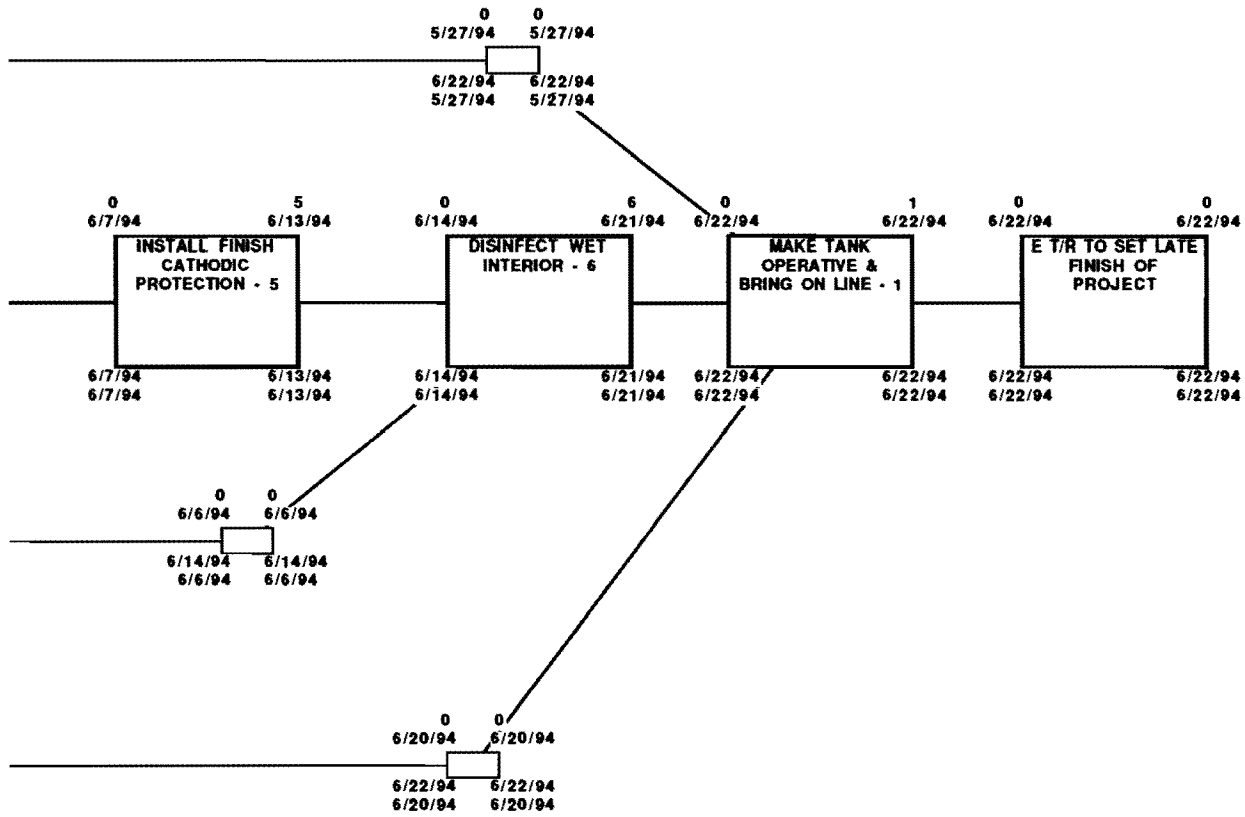 0 0
5/27/94 5/27/94
6/22/94 6/22/94
5/27/94 5/27/94
0 5 0 6 0 1 0 0
6/7/94 6/13/94 6/14/94 6/21/94 6/22/94 6/22/94 6/22/94 6/22/94
INSTALL FINISH
CATHODIC
PROTECTION - 5
DISINFECT WET
INTERIOR - 6
MAKE TANK
OPERATIVE &
BRING ON LINE - 1
E T/R TO SET LATE
FINISH OF
PROJECT
6/7/94 6/13/94 6/14/94 6/21/94 6/22/94 6/22/94 6/22/94 6/22/94
6/7/94 6/13/94 6/14/94 6/21/94 6/22/94 6/22/94 6/22/94 6/22/94
0 0
6/6/94 6/6/94
6/14/94 6/14/94
6/6/94 6/6/94
0 0
6/20/94 6/20/94
6/22/94 6/22/94
6/20/94 6/20/94